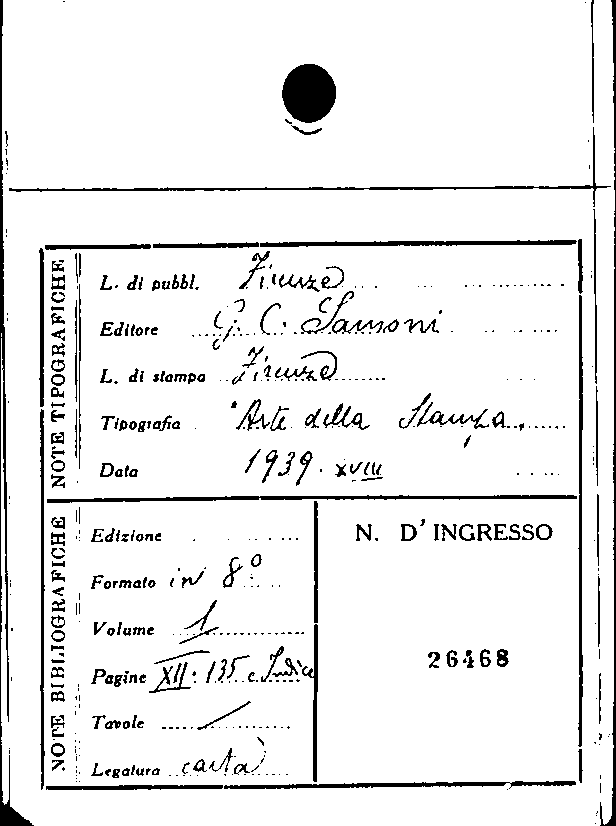 NOTE TIPOGRAFICHE
L. di pubbl. Firenze
Editore G. C. Sansoni
L. di stampa Firenze
Tipografia "Arte della Stampa"
Data 1939. XVIII
NOTE BIBLIOGRAFICHE
Edizione
Formato in 8º
Volume 1
Pagine XII. 135 e Indice
Tavole /
Legatura carta
N. D' INGRESSO
26468